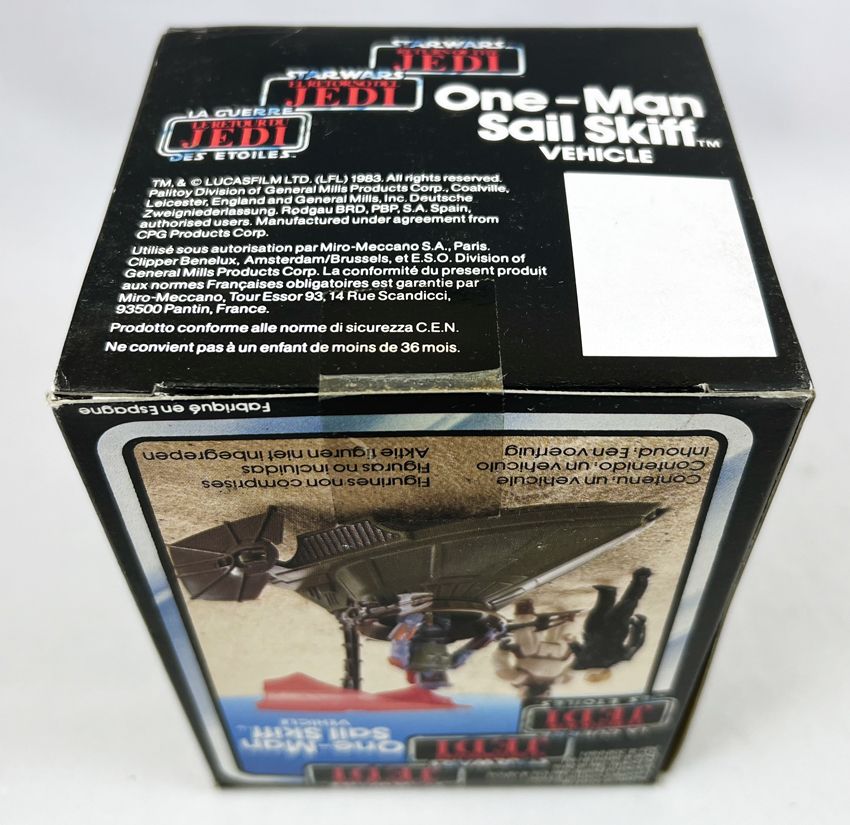 STAR WARS
JEDI
STAR WARS
EL RETORNO DEL
JEDI
LA GUERRE
LE RETOUR DU
JEDI
DES ETOILES™
One-Man
Sail Skiff™
VEHICLE
TM, & © LUCASFILM LTD. (LFL) 1983. All rights reserved.
Palitoy Division of General Mills Products Corp., Coalville,
Leicester, England and General Mills, Inc. Deutsche
Zweigniederlassung. Rodgau BRD, PBP, S.A. Spain,
authorised users. Manufactured under agreement from
CPG Products Corp.
Utilisé sous autorisation par Miro-Meccano S.A., Paris.
Clipper Benelux, Amsterdam/Brussels, et E.S.O. Division of
General Mills Products Corp. La conformité du present produit
aux normes Françaises obligatoires est garantie par
Miro-Meccano, Tour Essor 93, 14 Rue Scandicci,
93500 Pantin, France.
Prodotto conforme alle norme di sicurezza C.E.N.
Ne convient pas à un enfant de moins de 36 mois.
Fabriqué en Espagne
Contenu, un vehicule
Contenido, un vehiculo
Inhoud, Een voertuig
Figurines non comprises
Figuras no incluidas
Aktie figuren niet inbegrepen
One-Man
Sail Skiff™
VEHICLE
JEDI
JEDI
JEDI